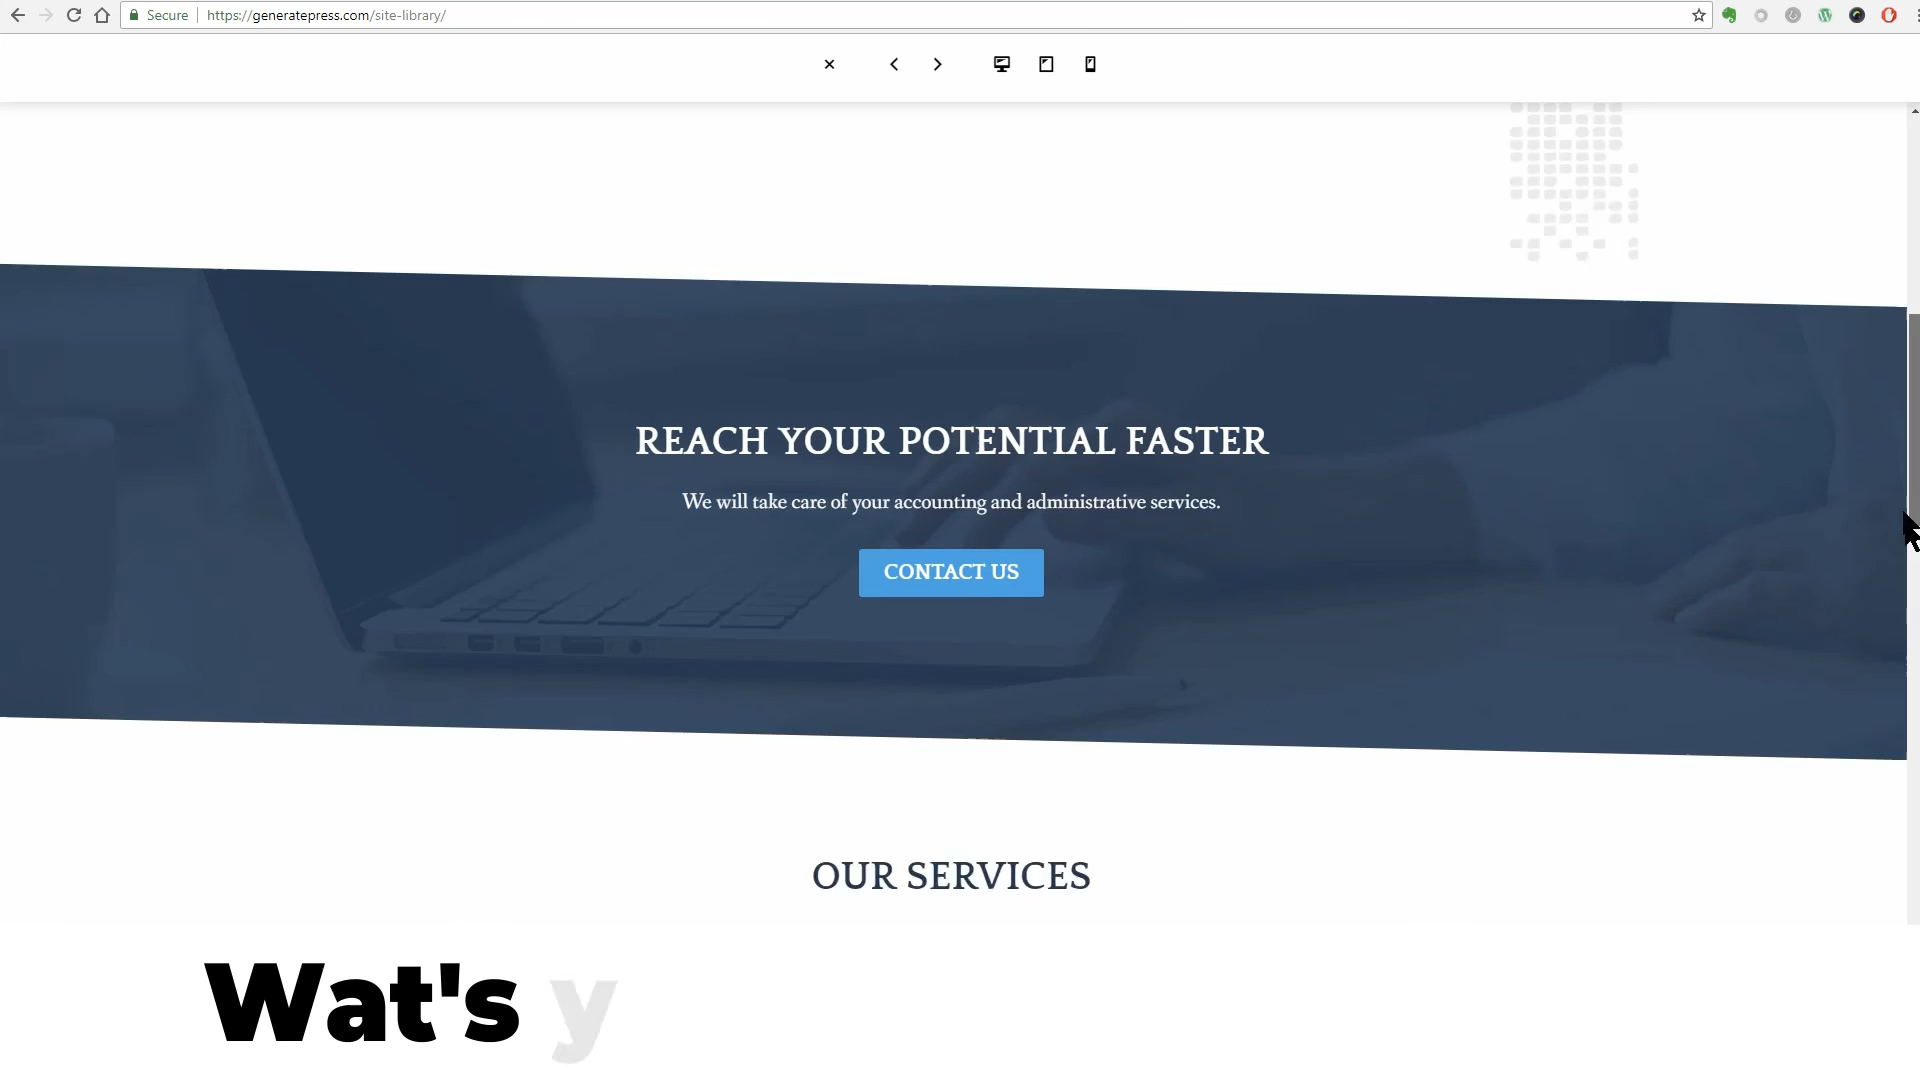 Secure https://generatepress.com/site-library/
REACH YOUR POTENTIAL FASTER
We will take care of your accounting and administrative services.
CONTACT US
OUR SERVICES
Wat's y